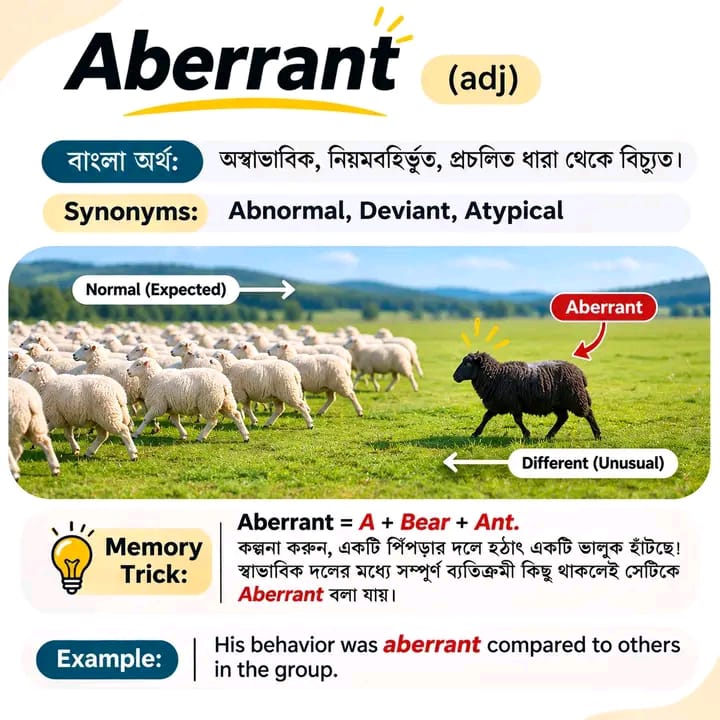 Aberrant (adj)
বাংলা অর্থ: অস্বাভাবিক, নিয়মবহির্ভুত, প্রচলিত ধারা থেকে বিচ্যুত।
Synonyms: Abnormal, Deviant, Atypical
Normal (Expected)
Aberrant
Different (Unusual)
Memory Trick:
Aberrant = A + Bear + Ant.
কল্পনা করুন, একটি পিঁপড়ার দলে হঠাৎ একটি ভালুক হাঁটছে!
স্বাভাবিক দলের মধ্যে সম্পূর্ণ ব্যতিক্রমী কিছু থাকলেই সেটিকে
Aberrant বলা যায়।
Example:
His behavior was aberrant compared to others
in the group.